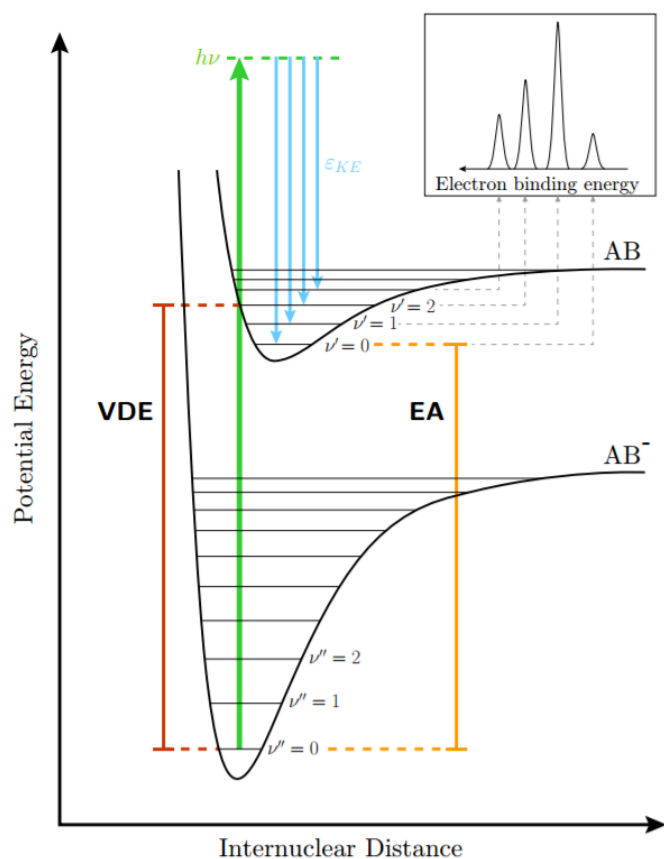 hν
ε_KE
Electron binding energy
AB
ν′ = 2
ν′ = 1
ν′ = 0
VDE
EA
AB⁻
ν″ = 2
ν″ = 1
ν″ = 0
Potential Energy
Internuclear Distance